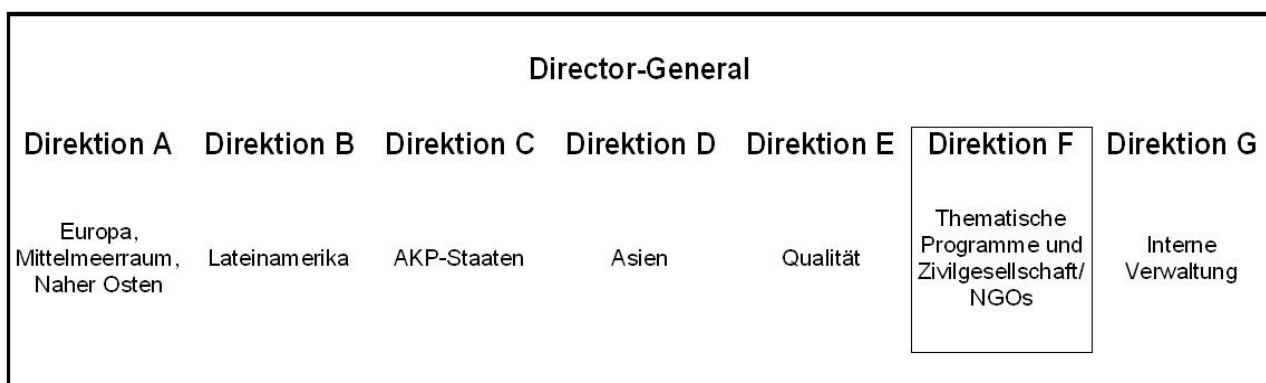 Director-General
Direktion A Direktion B Direktion C Direktion D Direktion E Direktion F Direktion G
Europa,
Mittelmeerraum,
Naher Osten
Lateinamerika
AKP-Staaten
Asien
Qualität
Thematische
Programme und
Zivilgesellschaft/
NGOs
Interne
Verwaltung